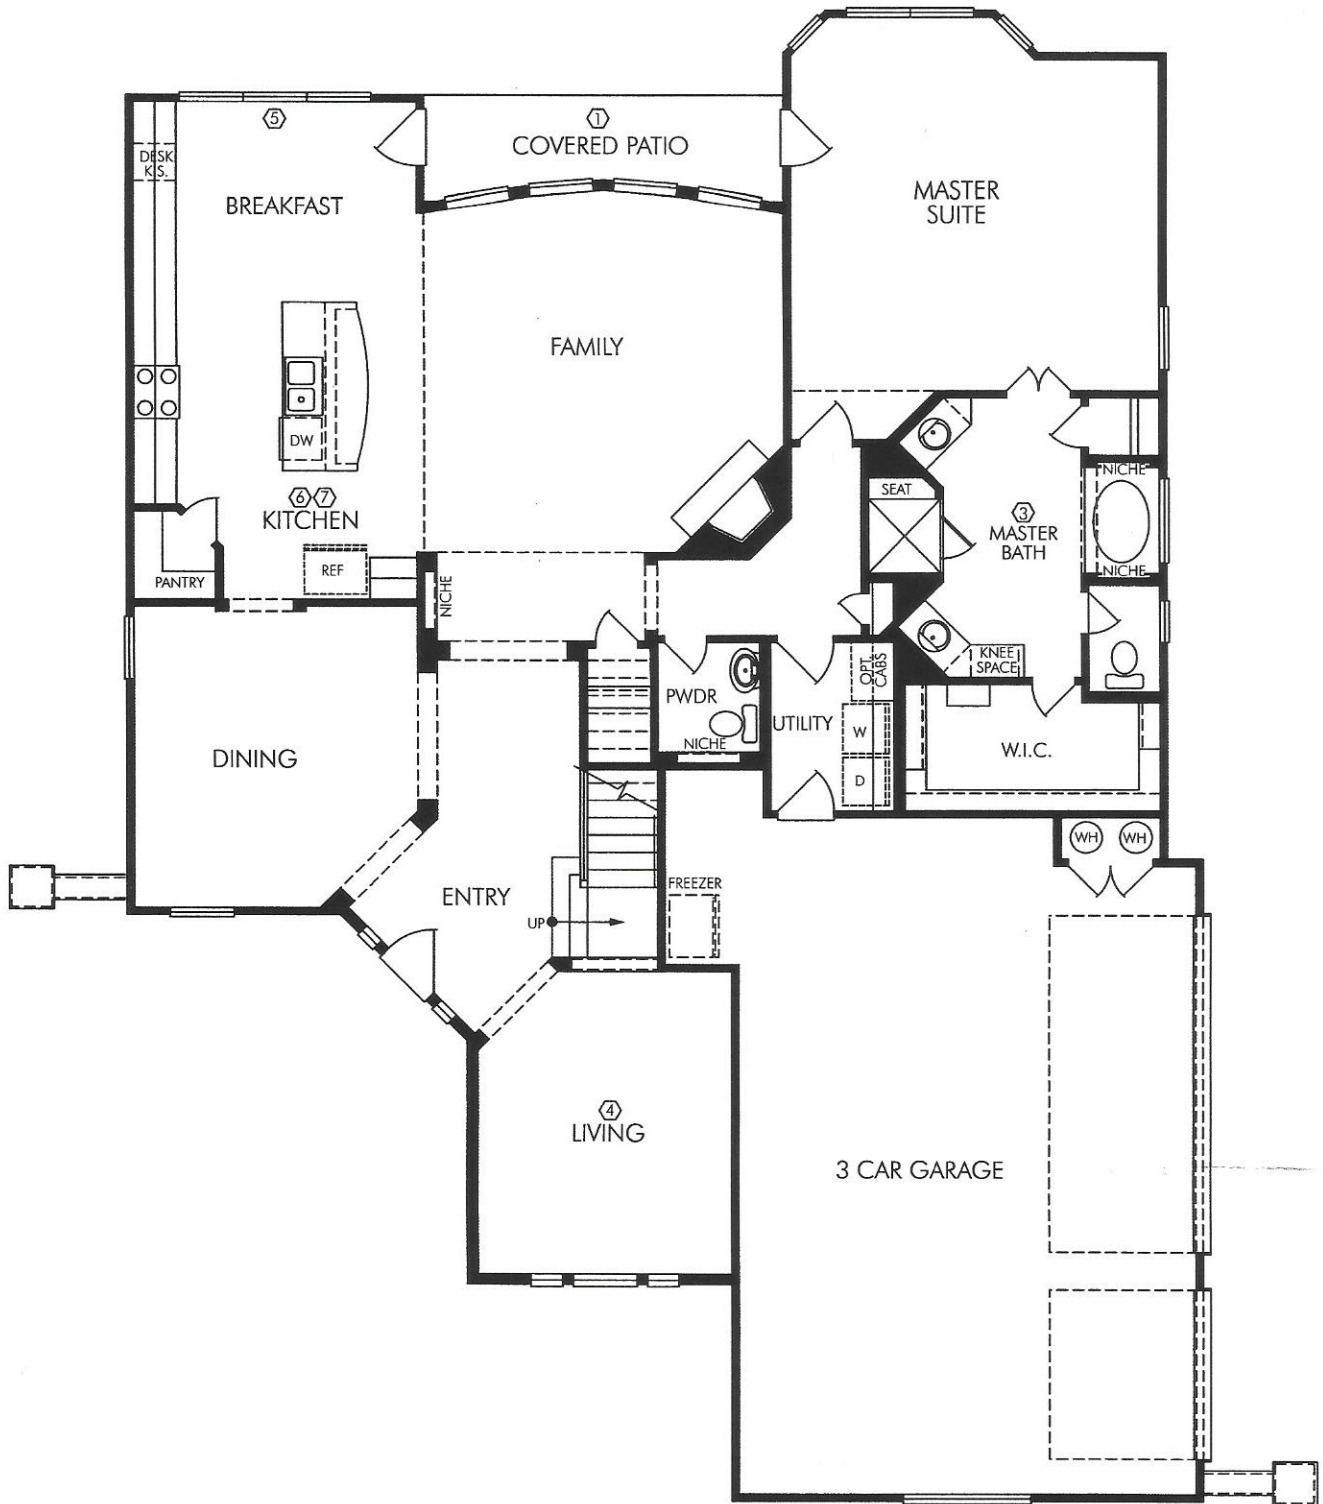 5
1
COVERED PATIO
DESK
K.S.
BREAKFAST
MASTER
SUITE
FAMILY
DW
6 7
KITCHEN
REF
PANTRY
NICHE
SEAT
NICHE
3
MASTER
BATH
NICHE
KNEE
SPACE
OPT.
CABS
PWDR
NICHE
UTILITY
W
D
W.I.C.
DINING
WH
WH
FREEZER
ENTRY
UP
4
LIVING
3 CAR GARAGE